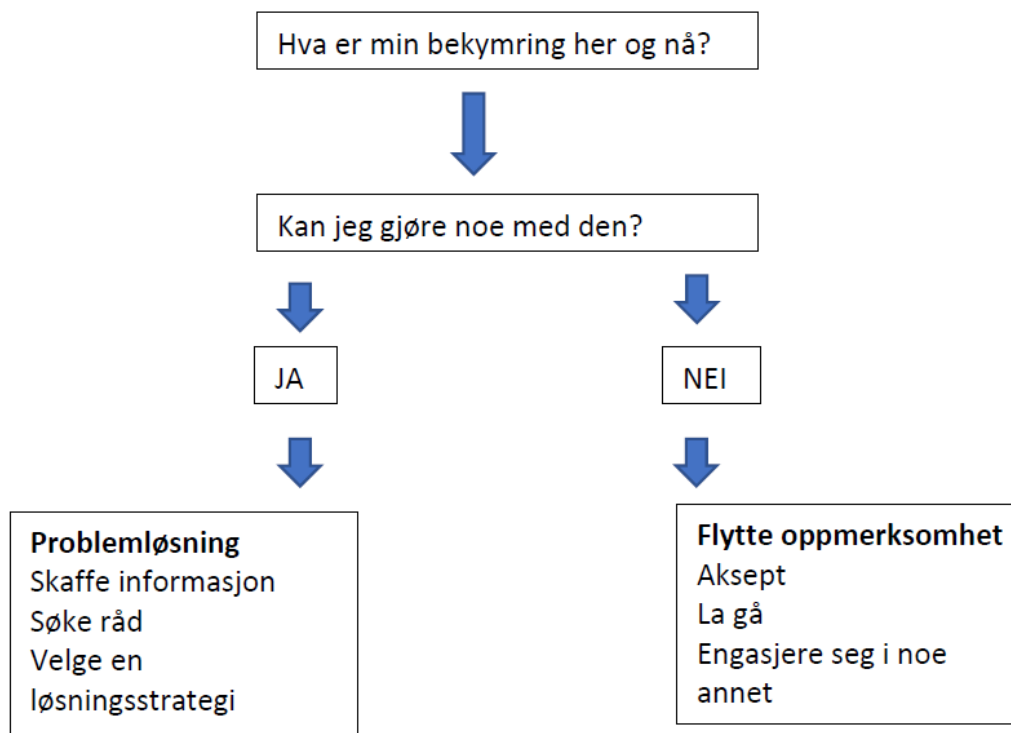 Hva er min bekymring her og nå?
Kan jeg gjøre noe med den?
JA
NEI
Problemløsning
Skaffe informasjon
Søke råd
Velge en
løsningsstrategi
Flytte oppmerksomhet
Aksept
La gå
Engasjere seg i noe
annet